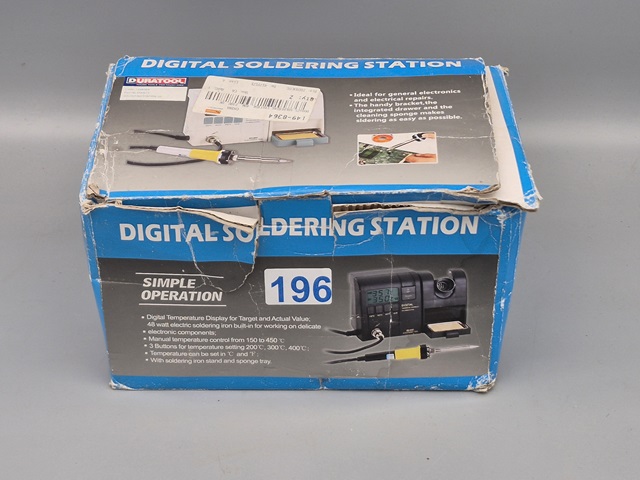 DIGITAL SOLDERING STATION
DURATOOL
• Ideal for general electronics
and electrical repairs.
• The handy bracket,the
integrated drawer and the
cleaning sponge makes
sldering as easy as possible.
DIGITAL SOLDERING STATION
SIMPLE
OPERATION
196
• Digital Temperature Display for Target and Actual Value;
48 watt electric soldering iron built-in for working on delicate
electronic components;
• Manual temperature control from 150 to 450 ℃
• 3 Buttons for temperature setting 200℃, 300℃, 400℃;
• Temperature can be set in ℃ and ℉;
• With soldering iron stand and sponge tray.